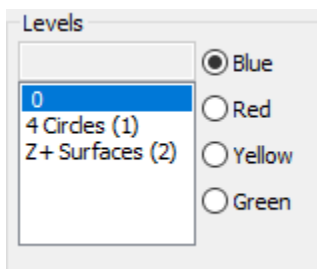 Levels
Blue
0
4 Circles (1)
Red
Z+ Surfaces (2)
Yellow
Green